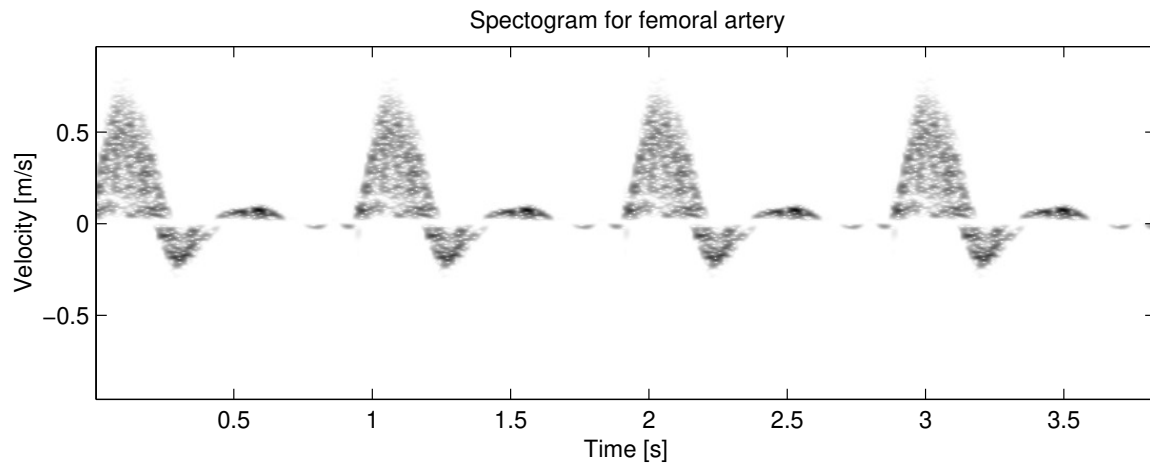 Spectogram for femoral artery
Velocity [m/s]
0.5
0
−0.5
0.5 1 1.5 2 2.5 3 3.5
Time [s]